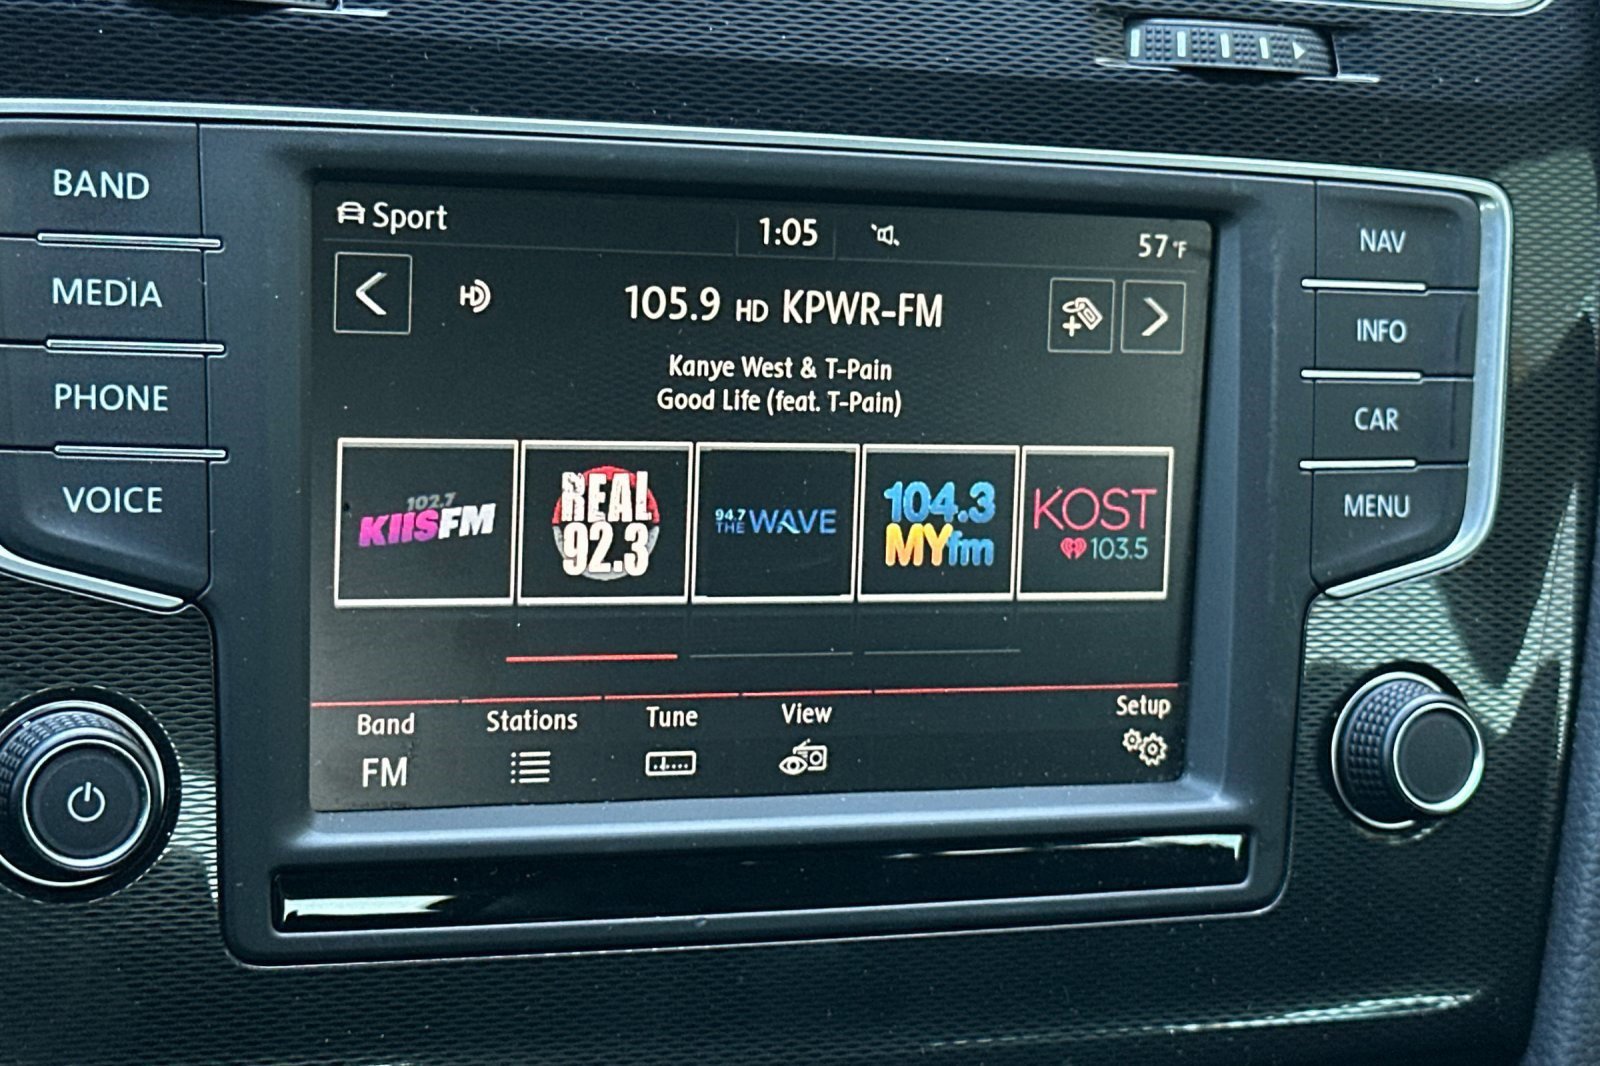 BAND
MEDIA
PHONE
VOICE
Sport
1:05
57°F
HD
105.9 HD KPWR-FM
Kanye West & T-Pain
Good Life (feat. T-Pain)
102.7
KIISFM
REAL
92.3
94.7
THE WAVE
104.3
MYfm
KOST
103.5
Band
FM
Stations
Tune
View
Setup
NAV
INFO
CAR
MENU